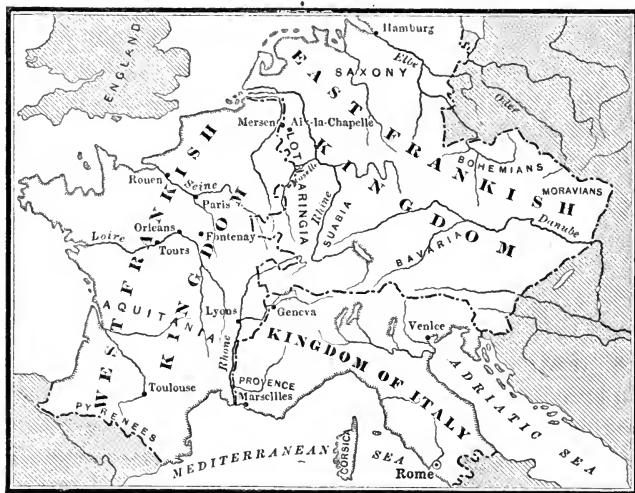 Hamburg
Elbe
ENGLAND
SAXONY
Oder
EAST FRANKISH KINGDOM
Mersen
Aix-la-Chapelle
LOTHARINGIA
Moselle
BOHEMIANS
MORAVIANS
Rouen
Seine
Paris
Rhine
SUABIA
Danube
BAVARIA
Orleans
Loire
Fontenay
Tours
WEST FRANKISH KINGDOM
AQUITANIA
Lyons
Geneva
Venice
KINGDOM OF ITALY
Rhone
PROVENCE
Marseilles
Toulouse
PYRENEES
ADRIATIC SEA
CORSICA
MEDITERRANEAN SEA
Rome